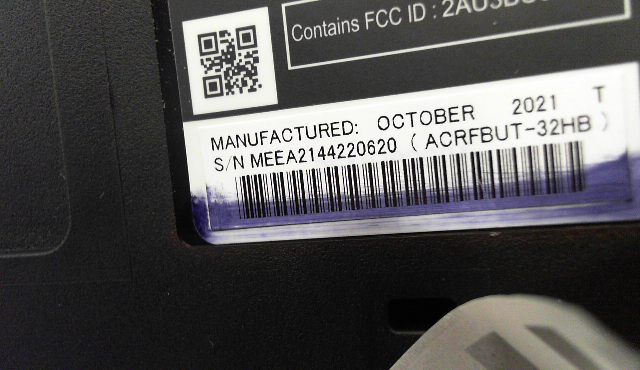 Contains FCC ID :
MANUFACTURED: OCTOBER 2021 T
S/N MEEA2144220620 ( ACRFBUT-32HB )